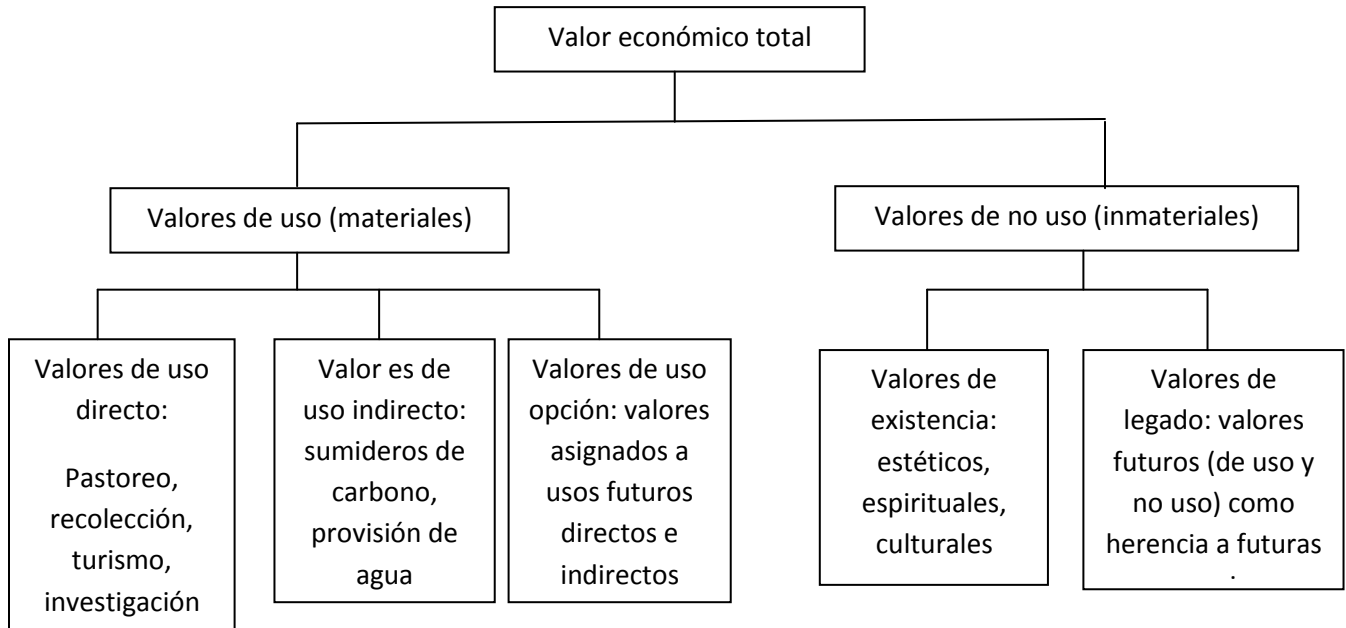 Valor económico total
Valores de uso (materiales)
Valores de no uso (inmateriales)
Valores de uso
directo:
Pastoreo,
recolección,
turismo,
investigación
Valor es de
uso indirecto:
sumideros de
carbono,
provisión de
agua
Valores de uso
opción: valores
asignados a
usos futuros
directos e
indirectos
Valores de
existencia:
estéticos,
espirituales,
culturales
Valores de
legado: valores
futuros (de uso y
no uso) como
herencia a futuras